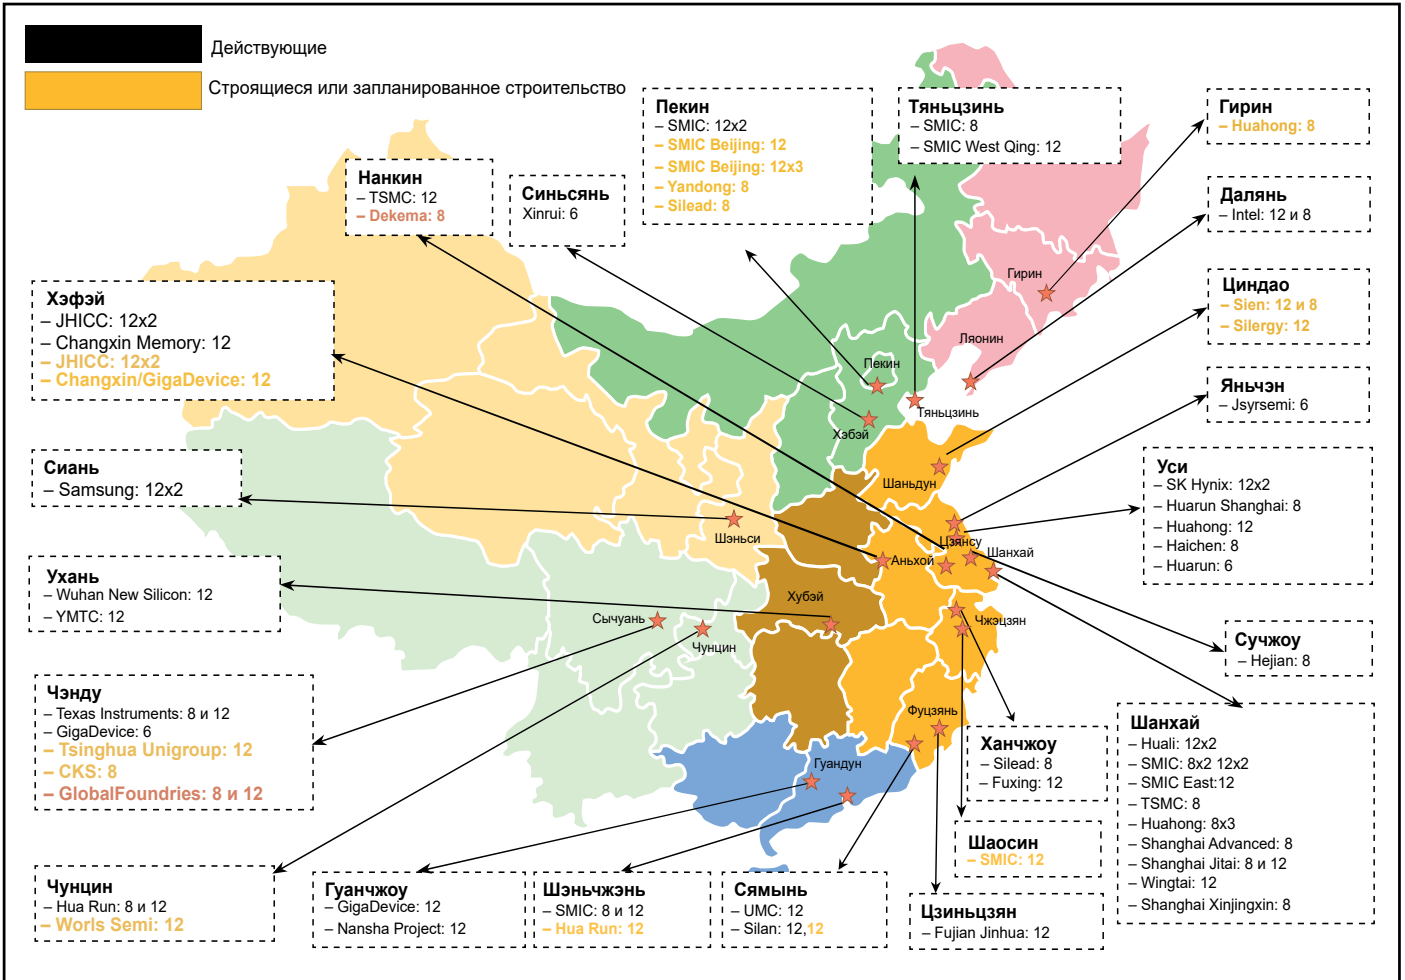 Действующие
Строящиеся или запланированное строительство
Пекин
– SMIC: 12x2
– SMIC Beijing: 12
– SMIC Beijing: 12x3
– Yandong: 8
– Silead: 8
Тяньцзинь
– SMIC: 8
– SMIC West Qing: 12
Гирин
– Huahong: 8
Нанкин
– TSMC: 12
– Dekema: 8
Синьсянь
Xinrui: 6
Далянь
– Intel: 12 и 8
Хэфэй
– JHICC: 12x2
– Changxin Memory: 12
– JHICC: 12x2
– Changxin/GigaDevice: 12
Циндао
– Sien: 12 и 8
– Silergy: 12
Яньчэн
– Jsyrsemi: 6
Сиань
– Samsung: 12x2
Уси
– SK Hynix: 12x2
– Huarun Shanghai: 8
– Huahong: 12
– Haichen: 8
– Huarun: 6
Ухань
– Wuhan New Silicon: 12
– YMTC: 12
Сучжоу
– Hejian: 8
Чэнду
– Texas Instruments: 8 и 12
– GigaDevice: 6
– Tsinghua Unigroup: 12
– CKS: 8
– GlobalFoundries: 8 и 12
Ханчжоу
– Silead: 8
– Fuxing: 12
Шанхай
– Huali: 12x2
– SMIC: 8x2 12x2
– SMIC East:12
– TSMC: 8
– Huahong: 8x3
– Shanghai Advanced: 8
– Shanghai Jitai: 8 и 12
– Wingtai: 12
– Shanghai Xinjingxin: 8
Шаосин
– SMIC: 12
Чунцин
– Hua Run: 8 и 12
– Worls Semi: 12
Гуанчжоу
– GigaDevice: 12
– Nansha Project: 12
Шэньчжэнь
– SMIC: 8 и 12
– Hua Run: 12
Сямынь
– UMC: 12
– Silan: 12,12
Цзиньцзян
– Fujian Jinhua: 12
Гирин
Ляонин
Пекин
Тяньцзинь
Хэбэй
Шаньдун
Шэньси
Цзянсу
Шанхай
Аньхой
Хубэй
Чжэцзян
Сычуань
Чунцин
Фуцзянь
Гуандун